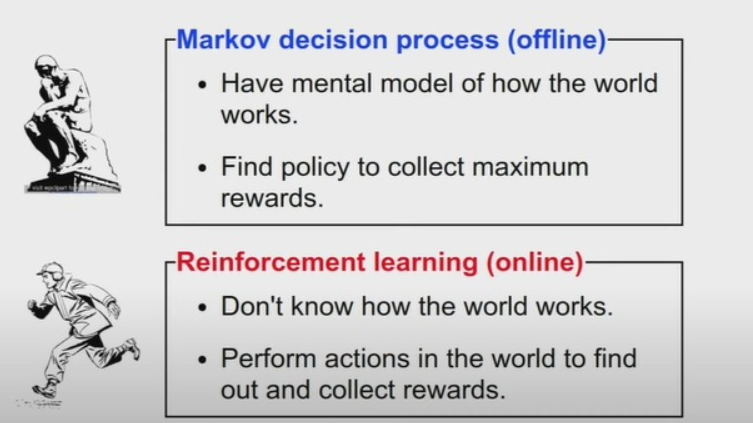 Markov decision process (offline)
• Have mental model of how the world
works.
• Find policy to collect maximum
rewards.
Reinforcement learning (online)
• Don't know how the world works.
• Perform actions in the world to find
out and collect rewards.